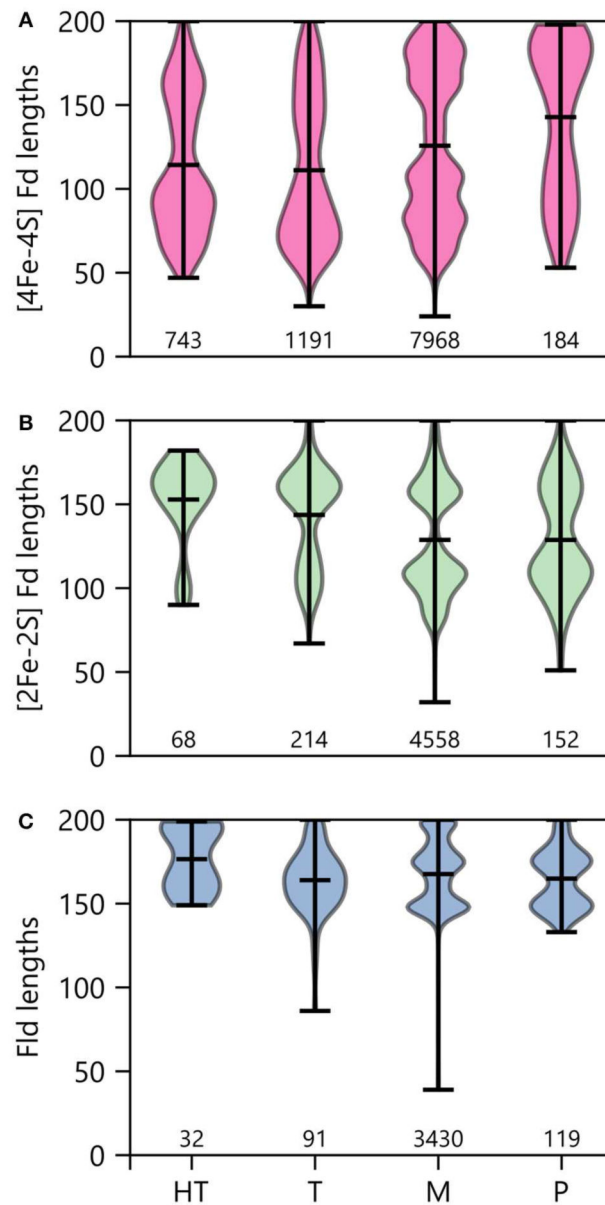 A
[4Fe-4S] Fd lengths
200
150
100
50
0
743 1191 7968 184
B
[2Fe-2S] Fd lengths
200
150
100
50
0
68 214 4558 152
C
Fld lengths
200
150
100
50
0
32 91 3430 119
HT T M P